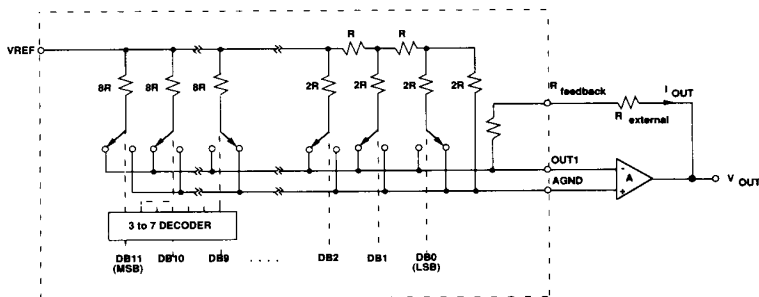 R R
VREF
8R 8R 8R 2R 2R 2R 2R
R feedback
I OUT
R external
OUT1
AGND
-
A
+
V OUT
3 to 7 DECODER
DB11 DB10 DB9 . . . . DB2 DB1 DB0
(MSB) (LSB)